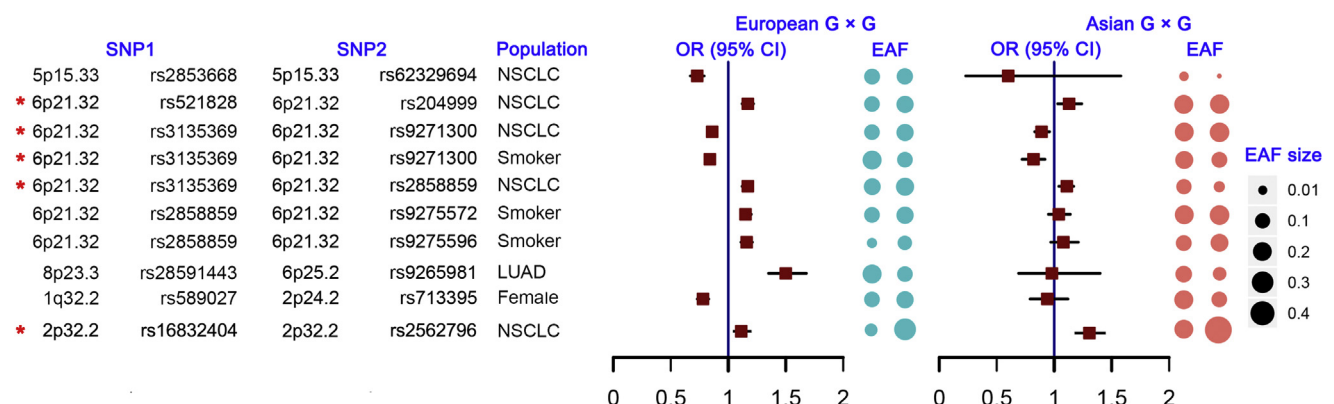 European G × G Asian G × G
SNP1 SNP2 Population OR (95% CI) EAF OR (95% CI) EAF
5p15.33 rs2853668 5p15.33 rs62329694 NSCLC
* 6p21.32 rs521828 6p21.32 rs204999 NSCLC
* 6p21.32 rs3135369 6p21.32 rs9271300 NSCLC
* 6p21.32 rs3135369 6p21.32 rs9271300 Smoker
* 6p21.32 rs3135369 6p21.32 rs2858859 NSCLC
6p21.32 rs2858859 6p21.32 rs9275572 Smoker
6p21.32 rs2858859 6p21.32 rs9275596 Smoker
8p23.3 rs28591443 6p25.2 rs9265981 LUAD
1q32.2 rs589027 2p24.2 rs713395 Female
* 2p32.2 rs16832404 2p32.2 rs2562796 NSCLC
EAF size
0.01
0.1
0.2
0.3
0.4
0 0.5 1 1.5 2 0 0.5 1 1.5 2